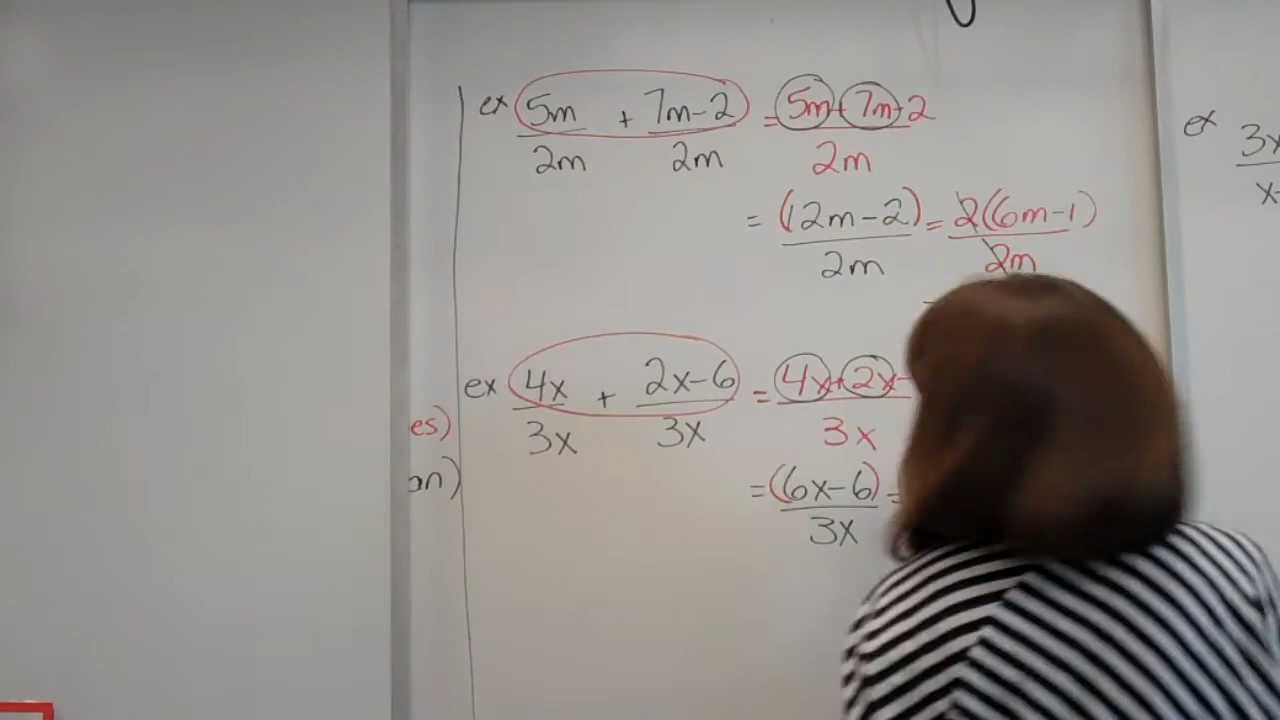 ex 5m + 7m-2 = 5m+7m-2
2m 2m 2m
= (12m-2) = 2(6m-1)
2m 2m
ex 4x + 2x-6 = 4x+2x-
3x 3x 3x
= (6x-6) =
3x
es)
on)
ex 3x
x-